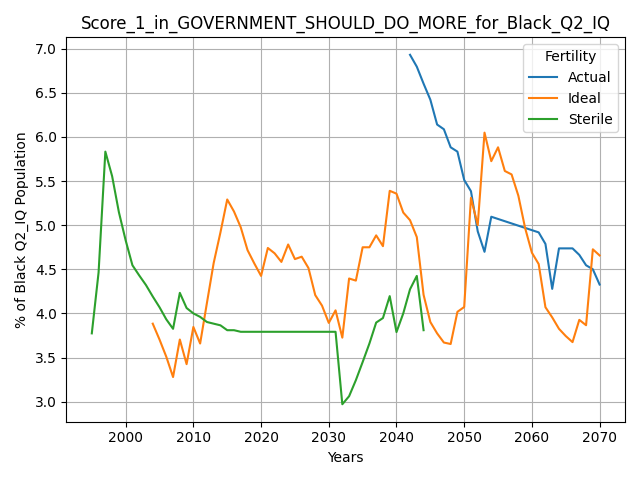 Score_1_in_GOVERNMENT_SHOULD_DO_MORE_for_Black_Q2_IQ
Fertility
Actual
Ideal
Sterile
% of Black Q2_IQ Population
7.0
6.5
6.0
5.5
5.0
4.5
4.0
3.5
3.0
2000 2010 2020 2030 2040 2050 2060 2070
Years